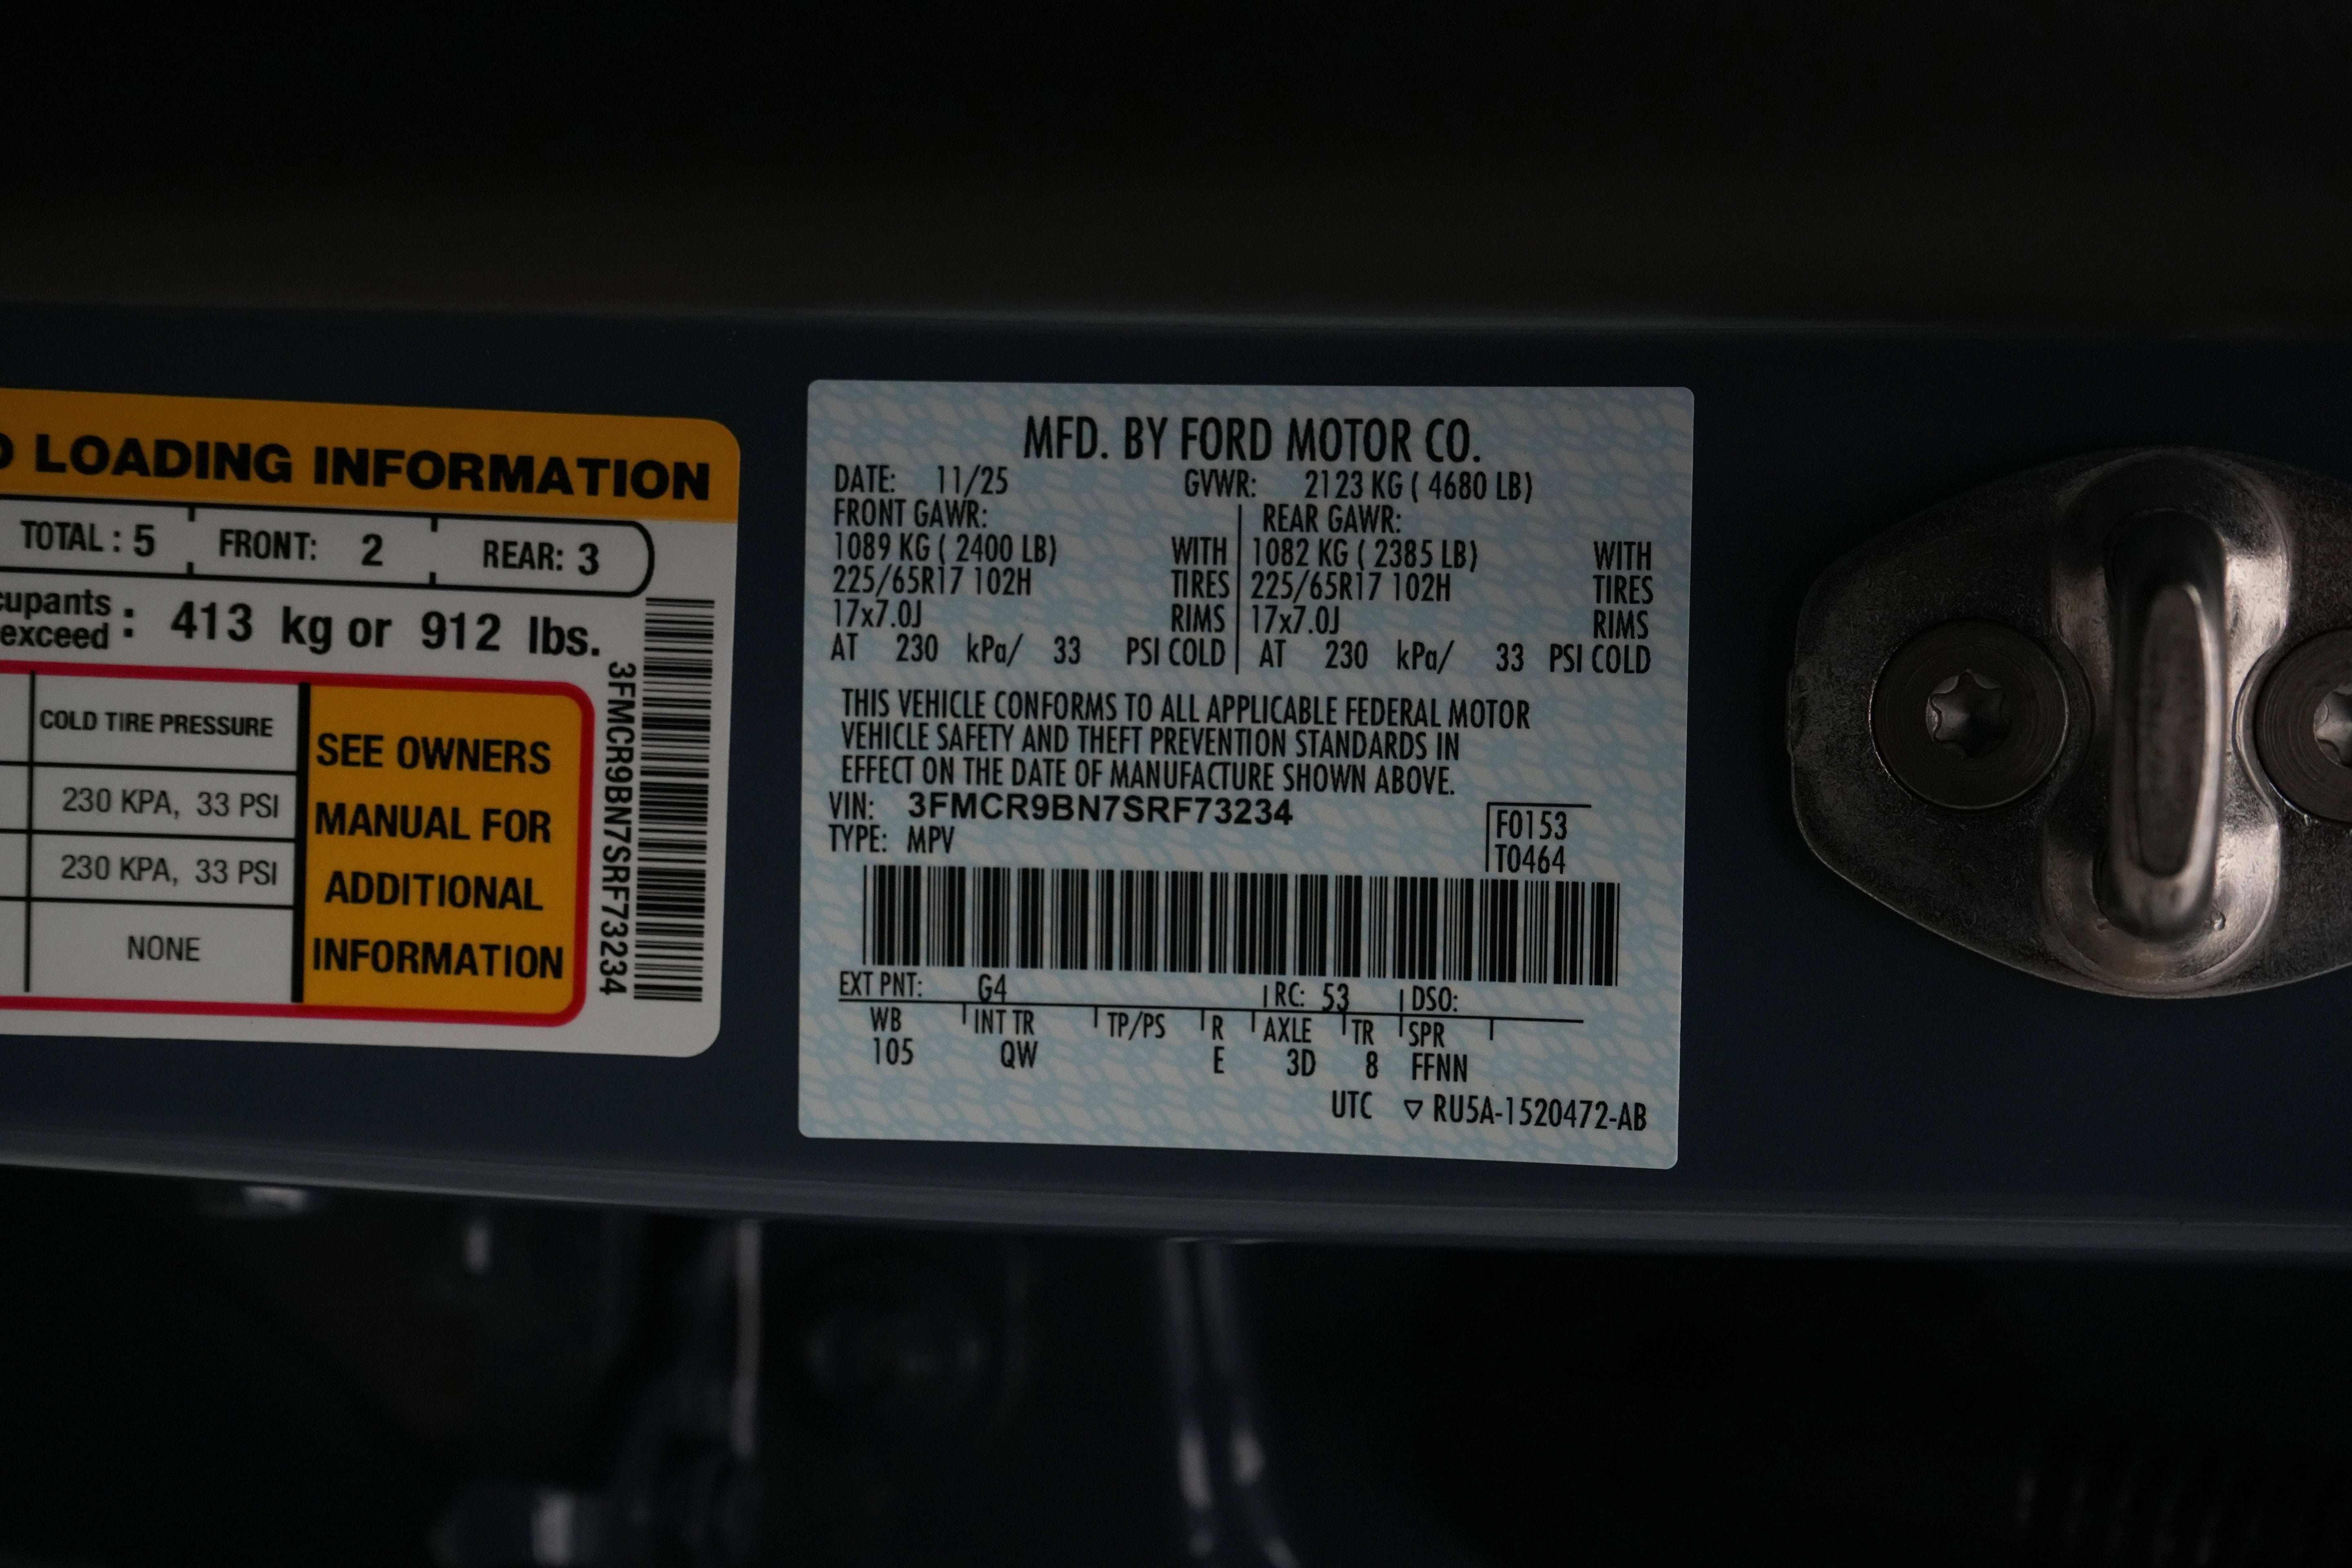 LOADING INFORMATION
TOTAL : 5 FRONT: 2 REAR: 3
: 413 kg or 912 lbs.
exceed
COLD TIRE PRESSURE
230 KPA, 33 PSI
230 KPA, 33 PSI
NONE
SEE OWNERS
MANUAL FOR
ADDITIONAL
INFORMATION
3FMCR9BN7SRF73234
MFD. BY FORD MOTOR CO.
DATE: 11/25 GVWR: 2123 KG ( 4680 LB)
FRONT GAWR: REAR GAWR:
1089 KG ( 2400 LB) WITH 1082 KG ( 2385 LB) WITH
225/65R17 102H TIRES 225/65R17 102H TIRES
17x7.0J RIMS 17x7.0J RIMS
AT 230 kPa/ 33 PSI COLD AT 230 kPa/ 33 PSI COLD
THIS VEHICLE CONFORMS TO ALL APPLICABLE FEDERAL MOTOR
VEHICLE SAFETY AND THEFT PREVENTION STANDARDS IN
EFFECT ON THE DATE OF MANUFACTURE SHOWN ABOVE.
VIN: 3FMCR9BN7SRF73234
TYPE: MPV
F0153
T0464
EXT PNT: G4 RC: 53 DSO:
WB INT TR TP/PS R AXLE TR SPR
105 QW E 3D 8 FFNN
UTC ▽ RU5A-1520472-AB